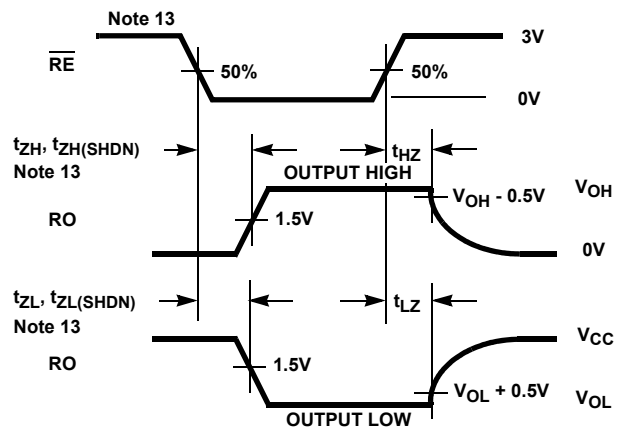 Note 13
RE
3V
50%
50%
0V
tZH, tZH(SHDN)
Note 13
tHZ
OUTPUT HIGH
VOH - 0.5V
VOH
RO
1.5V
0V
tZL, tZL(SHDN)
Note 13
tLZ
VCC
RO
1.5V
VOL + 0.5V
VOL
OUTPUT LOW